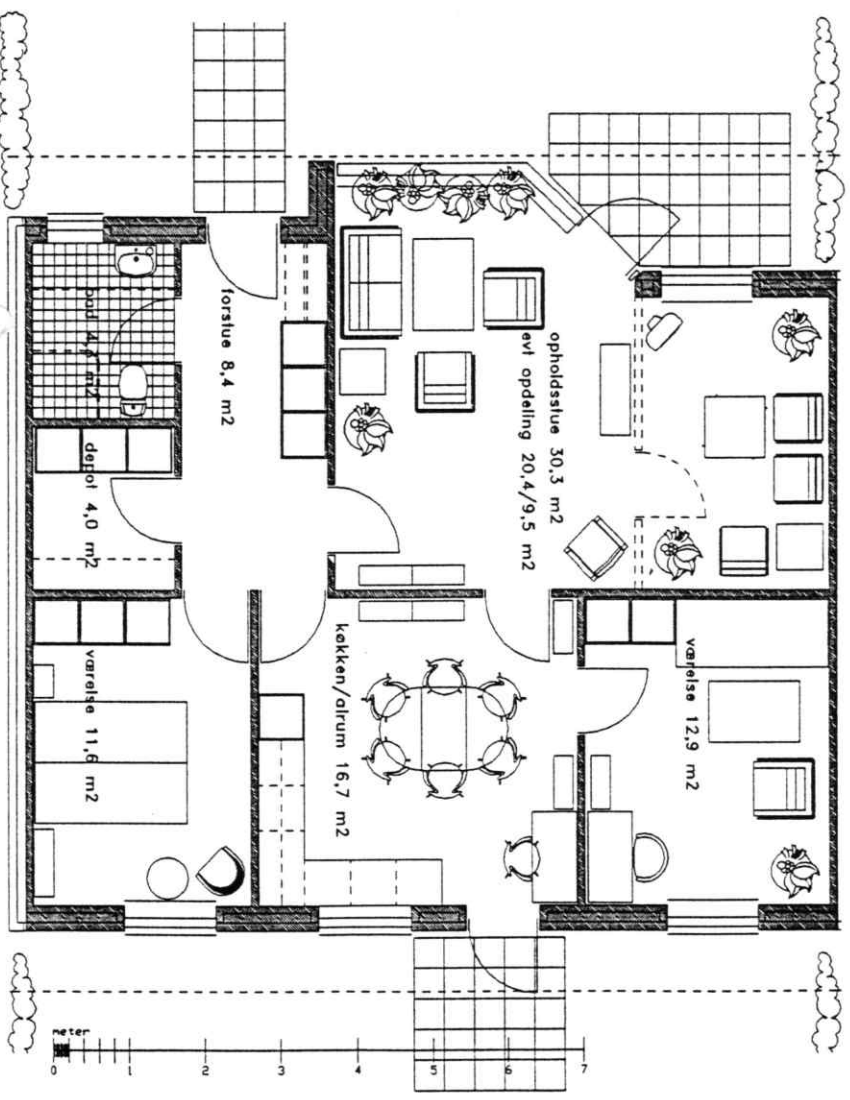 forstue 8,4 m2
opholdsstue 30,3 m2
evt opdeling 20,4/9,5 m2
bad m2
depot 4,0 m2
værelse 11,6 m2
køkken/alrum 16,7 m2
værelse 12,9 m2
meter
0 1 2 3 4 5 6 7